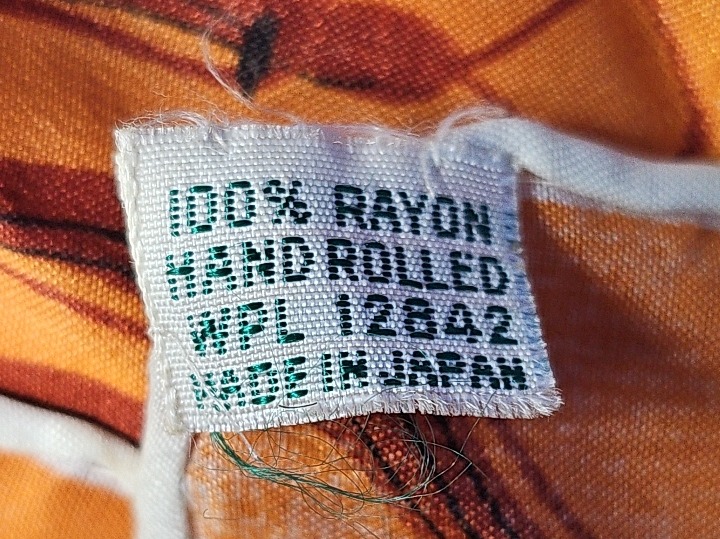 100% RAYON
HAND ROLLED
WPL 12842
MADE IN JAPAN